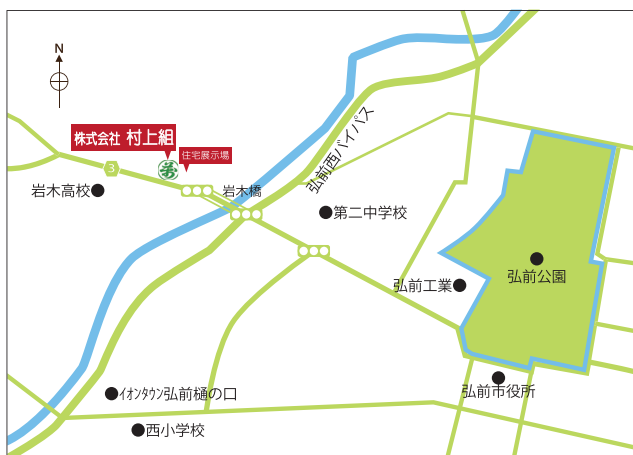 N
株式会社 村上組
住宅展示場
3
岩木高校
岩木橋
弘前西バイパス
第二中学校
弘前工業
弘前公園
弘前市役所
イオンタウン弘前樋の口
西小学校